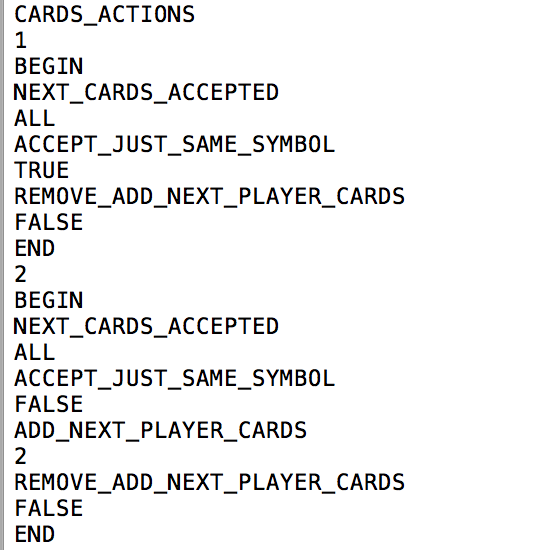 CARDS_ACTIONS
1
BEGIN
NEXT_CARDS_ACCEPTED
ALL
ACCEPT_JUST_SAME_SYMBOL
TRUE
REMOVE_ADD_NEXT_PLAYER_CARDS
FALSE
END
2
BEGIN
NEXT_CARDS_ACCEPTED
ALL
ACCEPT_JUST_SAME_SYMBOL
FALSE
ADD_NEXT_PLAYER_CARDS
2
REMOVE_ADD_NEXT_PLAYER_CARDS
FALSE
END